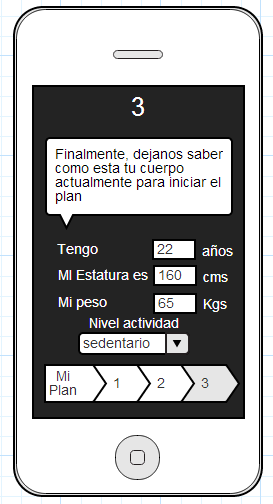 3
Finalmente, dejanos saber
como esta tu cuerpo
actualmente para iniciar el
plan
Tengo 22 años
MI Estatura es 160 cms
Mi peso 65 Kgs
Nivel actividad
sedentario
Mi Plan 1 2 3